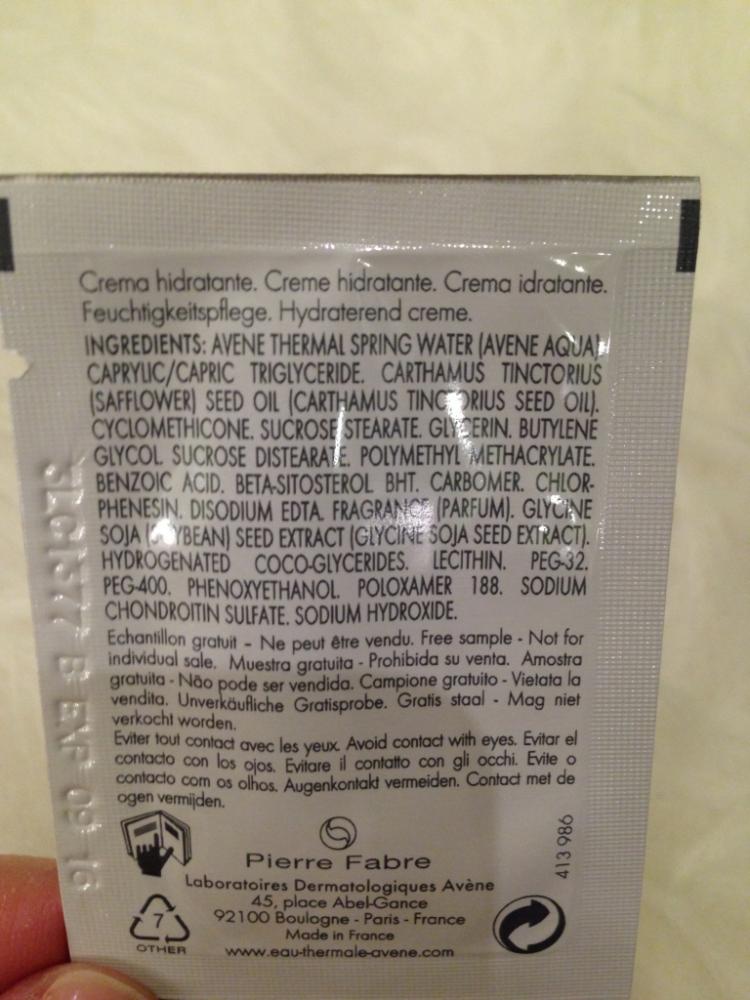 Crema hidratante. Creme hidratante. Crema idratante.
Feuchtigkeitspflege. Hydraterend creme.
INGREDIENTS: AVENE THERMAL SPRING WATER (AVENE AQUA).
CAPRYLIC/CAPRIC TRIGLYCERIDE. CARTHAMUS TINCTORIUS
(SAFFLOWER) SEED OIL (CARTHAMUS TINCTORIUS SEED OIL).
CYCLOMETHICONE. SUCROSE STEARATE. GLYCERIN. BUTYLENE
GLYCOL. SUCROSE DISTEARATE. POLYMETHYL METHACRYLATE.
BENZOIC ACID. BETA-SITOSTEROL BHT. CARBOMER. CHLOR-
PHENESIN. DISODIUM EDTA. FRAGRANCE (PARFUM). GLYCINE
SOJA (SOYBEAN) SEED EXTRACT (GLYCINE SOJA SEED EXTRACT).
HYDROGENATED COCO-GLYCERIDES. LECITHIN. PEG-32.
PEG-400. PHENOXYETHANOL. POLOXAMER 188. SODIUM
CHONDROITIN SULFATE. SODIUM HYDROXIDE.
Echantillon gratuit - Ne peut être vendu. Free sample - Not for
individual sale. Muestra gratuita - Prohibida su venta. Amostra
gratuita - Não pode ser vendida. Campione gratuito - Vietata la
vendita. Unverkäufliche Gratisprobe. Gratis staal - Mag niet
verkocht worden.
Eviter tout contact avec les yeux. Avoid contact with eyes. Evitar el
contacto con los ojos. Evitare il contatto con gli occhi. Evite o
contacto com os olhos. Augenkontakt vermeiden. Contact met de
ogen vermijden.
Pierre Fabre
Laboratoires Dermatologiques Avène
45, place Abel-Gance
92100 Boulogne - Paris - France
Made in France
www.eau-thermale-avene.com
7
OTHER
413 986
EXP 09 16